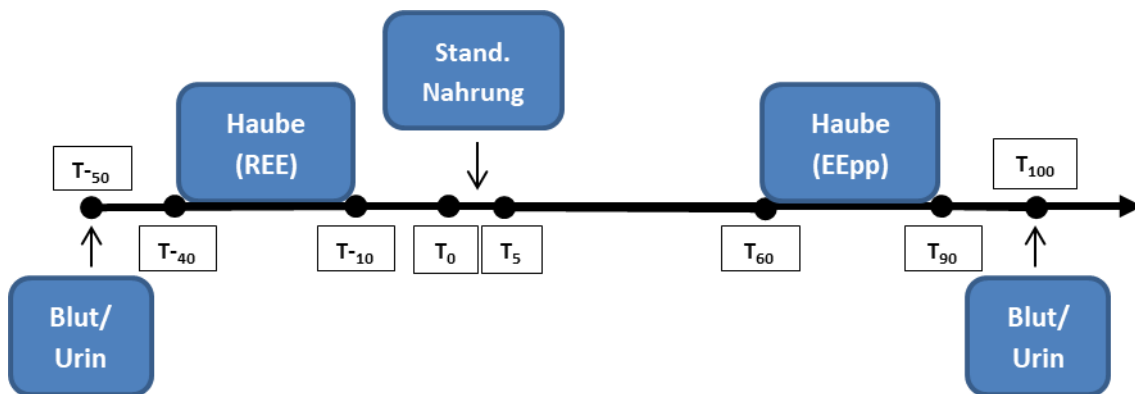 Stand.
Nahrung
Haube
(REE)
Haube
(EEpp)
T-50
T100
T-40
T-10
T0
T5
T60
T90
Blut/
Urin
Blut/
Urin